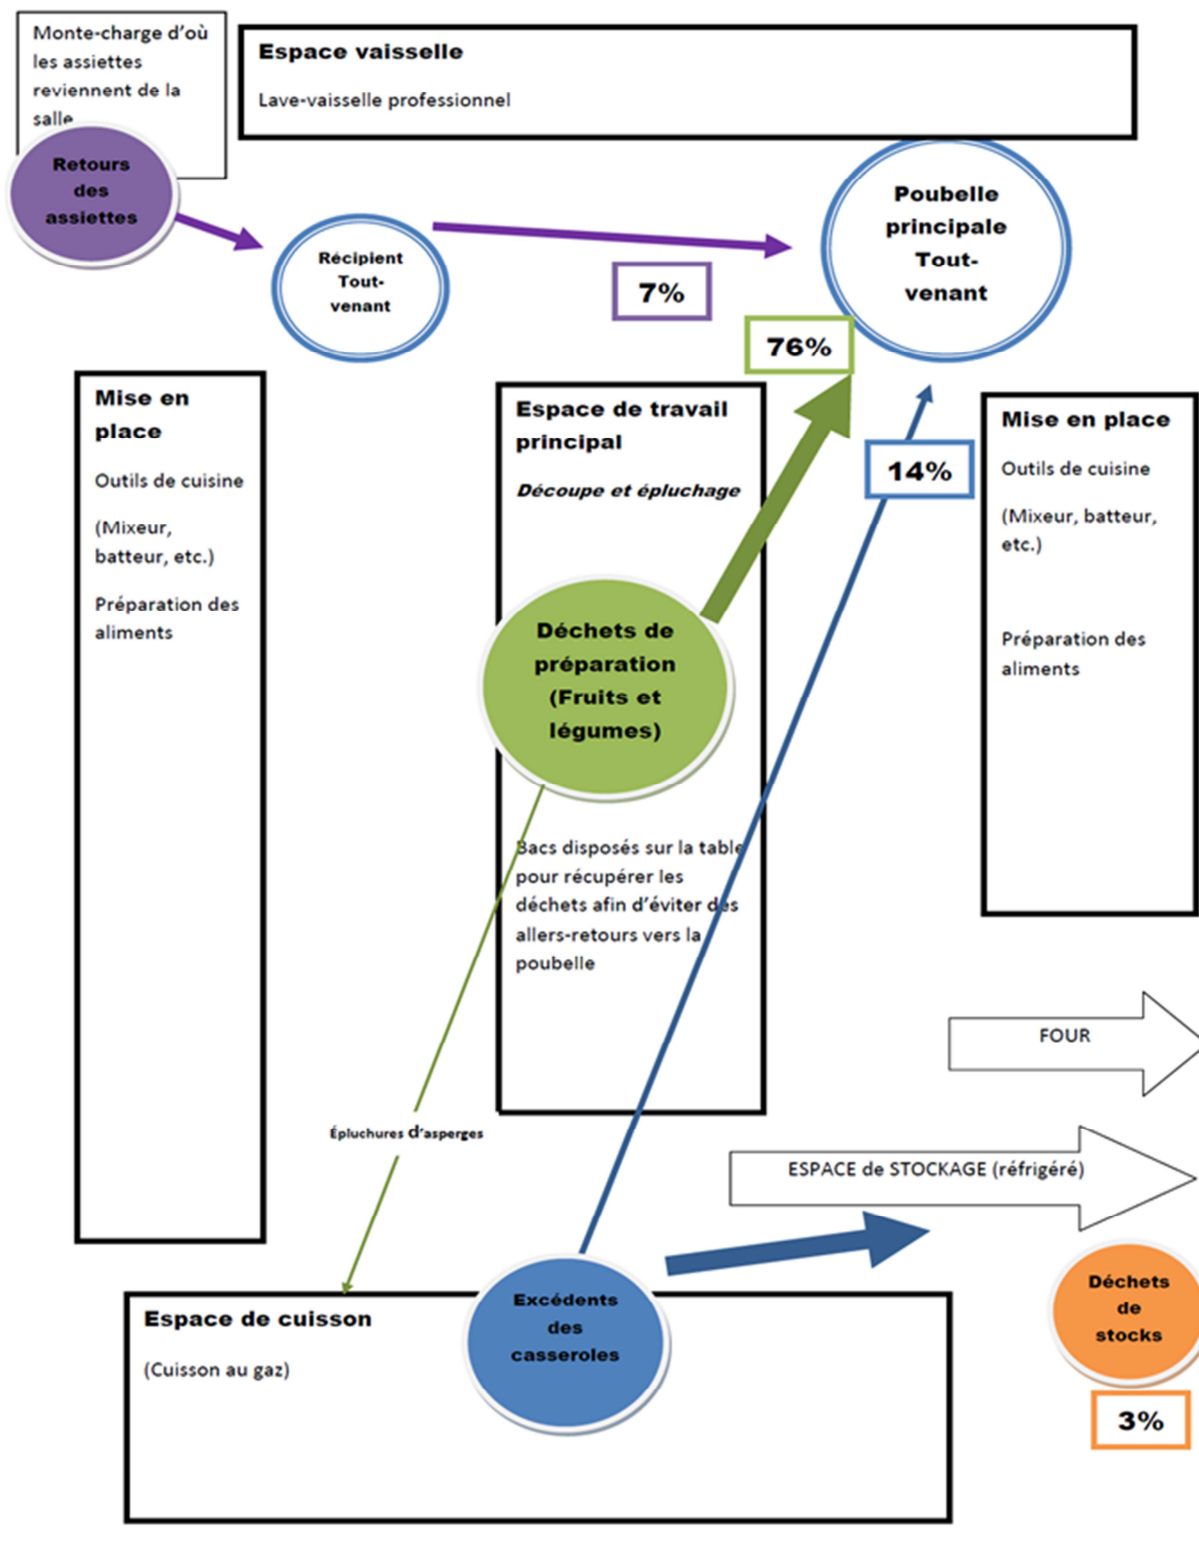 Monte-charge d'où
les assiettes
reviennent de la
salle
Espace vaisselle
Lave-vaisselle professionnel
Retours
des
assiettes
Récipient
Tout-
venant
Poubelle
principale
Tout-
venant
7%
76%
14%
Mise en
place
Outils de cuisine
(Mixeur,
batteur, etc.)
Préparation des
aliments
Espace de travail
principal
Découpe et épluchage
Déchets de
préparation
(Fruits et
légumes)
Bacs disposés sur la table
pour récupérer les
déchets afin d'éviter des
allers-retours vers la
poubelle
Mise en place
Outils de cuisine
(Mixeur, batteur,
etc.)
Préparation des
aliments
FOUR
Épluchures d'asperges
ESPACE de STOCKAGE (réfrigéré)
Espace de cuisson
(Cuisson au gaz)
Excédents
des
casseroles
Déchets
de
stocks
3%